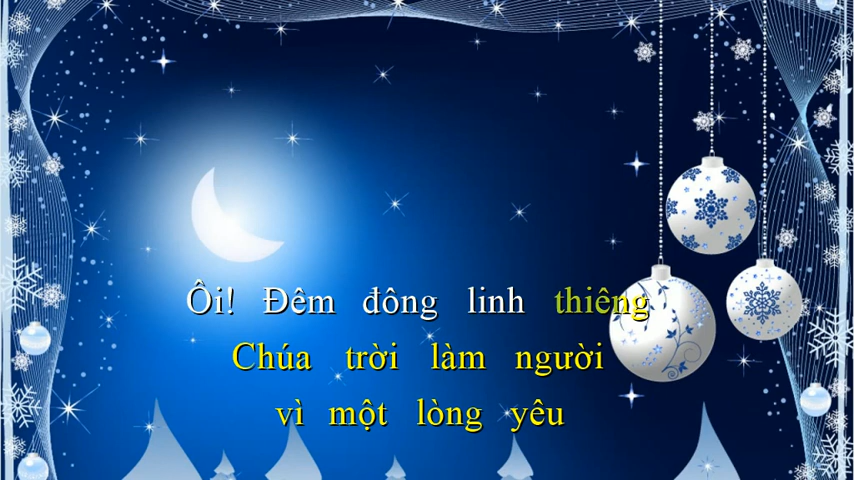 Ôi! Đêm đông linh thiêng
Chúa trời làm người
vì một lòng yêu